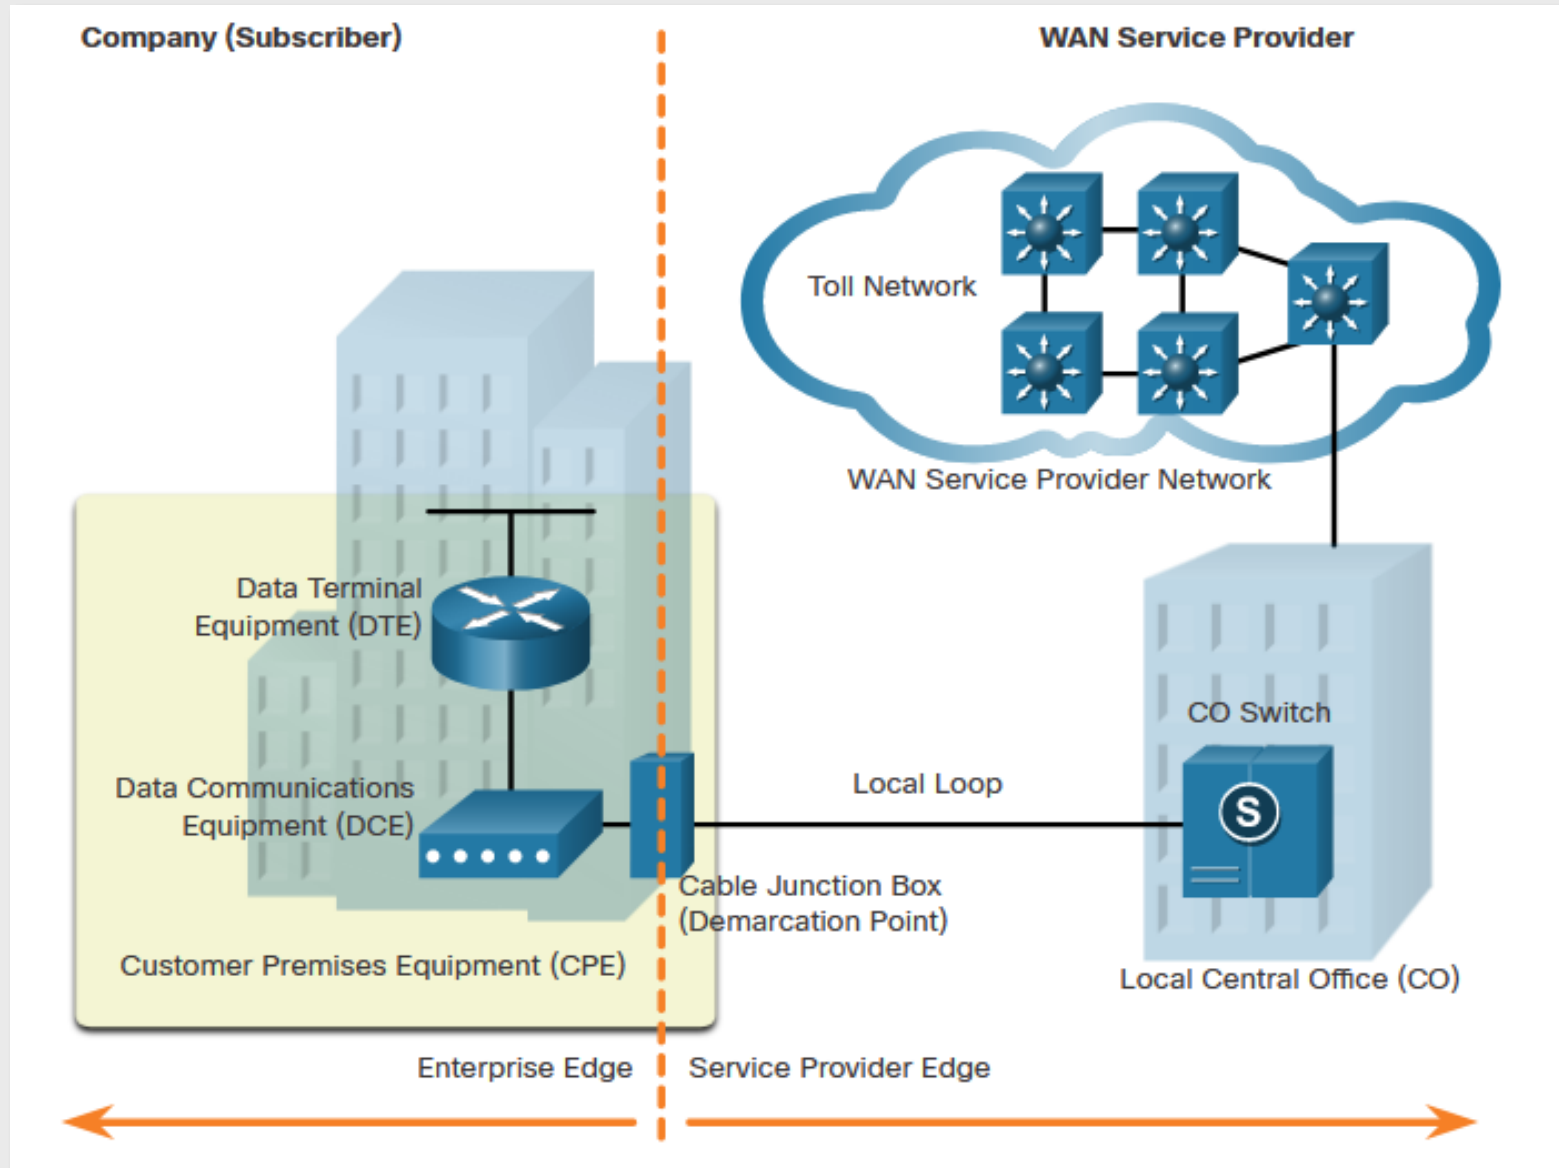 Company (Subscriber)
WAN Service Provider
Toll Network
WAN Service Provider Network
Data Terminal
Equipment (DTE)
CO Switch
S
Data Communications
Equipment (DCE)
Local Loop
Cable Junction Box
(Demarcation Point)
Customer Premises Equipment (CPE)
Local Central Office (CO)
Enterprise Edge
Service Provider Edge